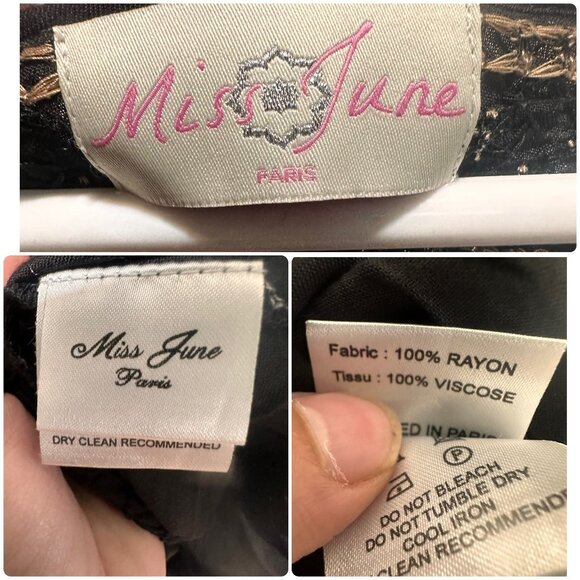 Miss June
PARIS
Miss June
Paris
DRY CLEAN RECOMMENDED
Fabric : 100% RAYON
Tissu : 100% VISCOSE
IN PARIS
P
DO NOT BLEACH
DO NOT TUMBLE DRY
COOL IRON
CLEAN